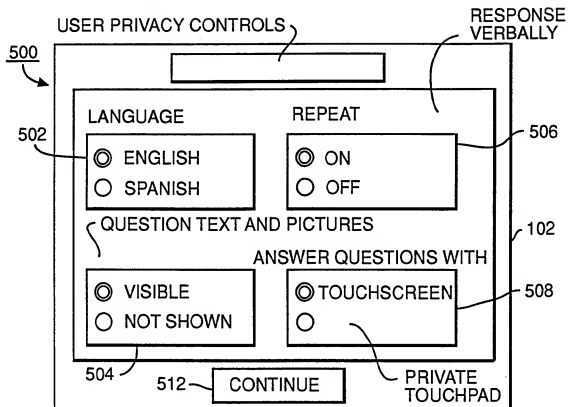 USER PRIVACY CONTROLS
RESPONSE
VERBALLY
500
LANGUAGE
REPEAT
502
ENGLISH
SPANISH
ON
OFF
506
QUESTION TEXT AND PICTURES
102
ANSWER QUESTIONS WITH
VISIBLE
NOT SHOWN
TOUCHSCREEN
508
504
512
CONTINUE
PRIVATE
TOUCHPAD